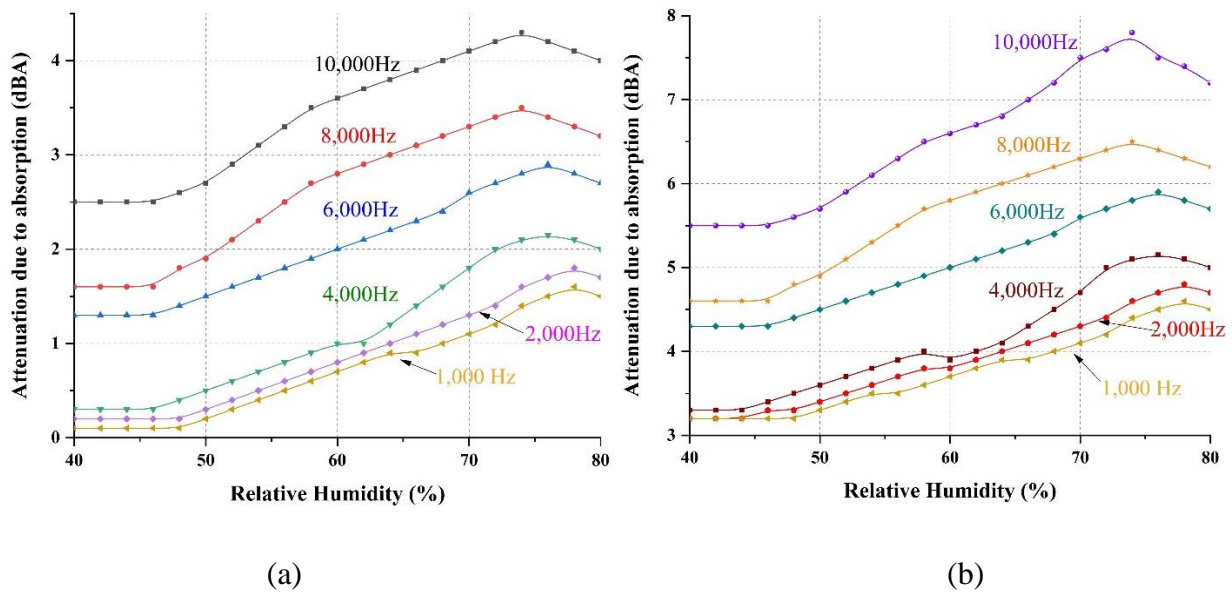 Attenuation due to absorption (dBA)
4
3
2
1
0
10,000Hz
8,000Hz
6,000Hz
4,000Hz
2,000Hz
1,000 Hz
40
50
60
70
80
Relative Humidity (%)
(a)
Attenuation due to absorption (dBA)
8
7
6
5
4
3
10,000Hz
8,000Hz
6,000Hz
4,000Hz
2,000Hz
1,000 Hz
40
50
60
70
80
Relative Humidity (%)
(b)